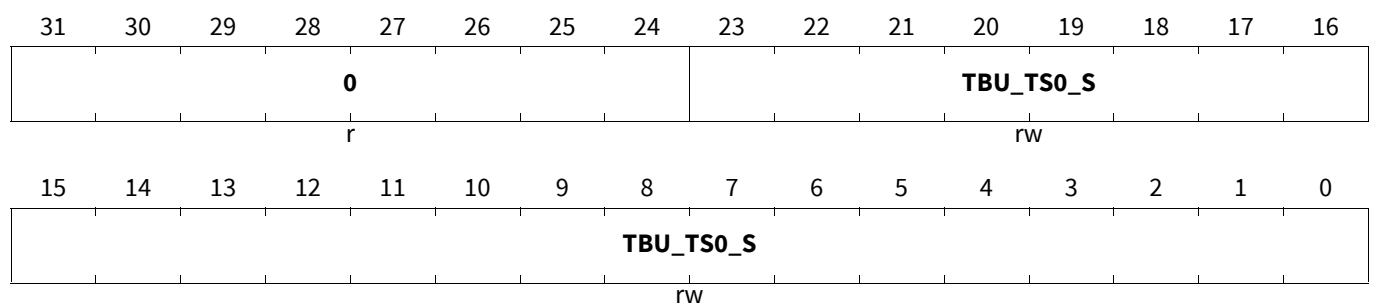 31 30 29 28 27 26 25 24 23 22 21 20 19 18 17 16
0 TBU_TS0_S
r rw
15 14 13 12 11 10 9 8 7 6 5 4 3 2 1 0
TBU_TS0_S
rw